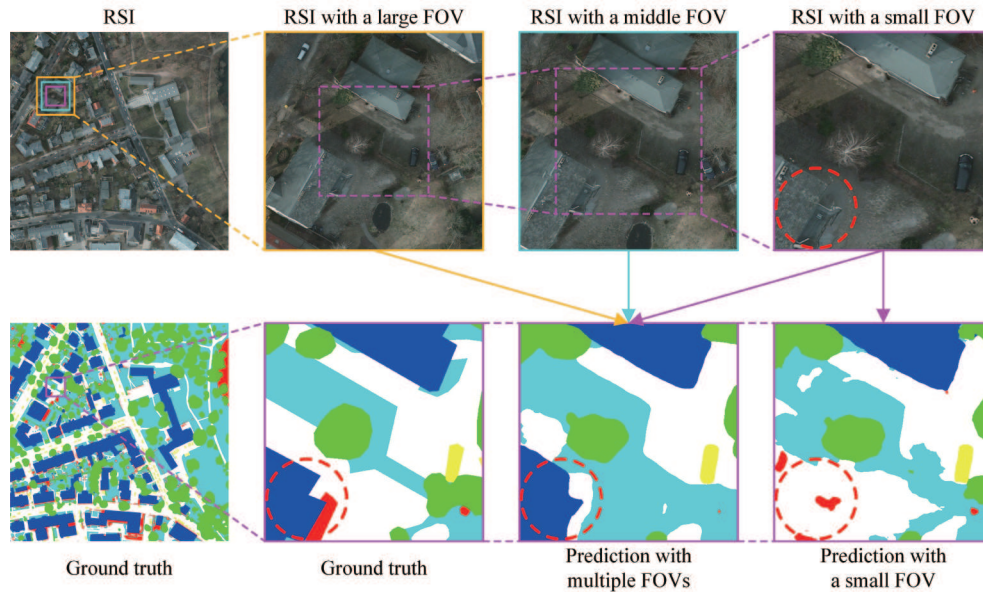 RSI
RSI with a large FOV
RSI with a middle FOV
RSI with a small FOV
Ground truth
Ground truth
Prediction with
multiple FOVs
Prediction with
a small FOV